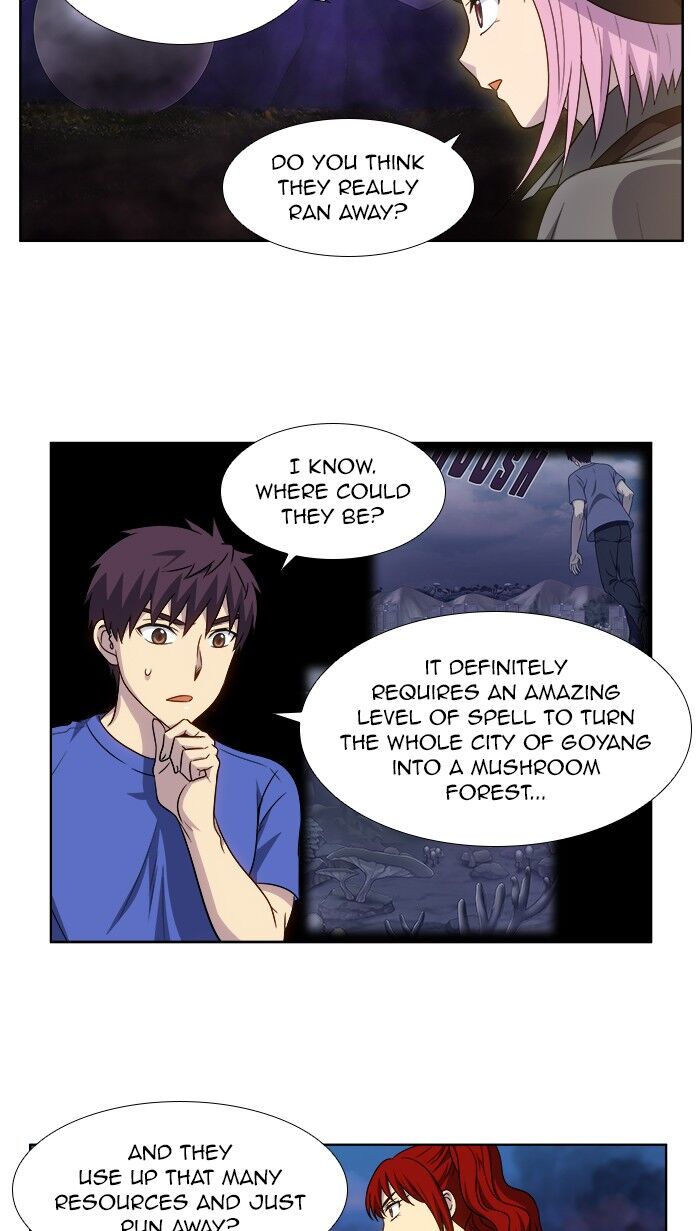 DO YOU THINK
THEY REALLY
RAN AWAY?
I KNOW.
WHERE COULD
THEY BE?
IT DEFINITELY
REQUIRES AN AMAZING
LEVEL OF SPELL TO TURN
THE WHOLE CITY OF GOYANG
INTO A MUSHROOM
FOREST...
AND THEY
USE UP THAT MANY
RESOURCES AND JUST
RUN AWAY?